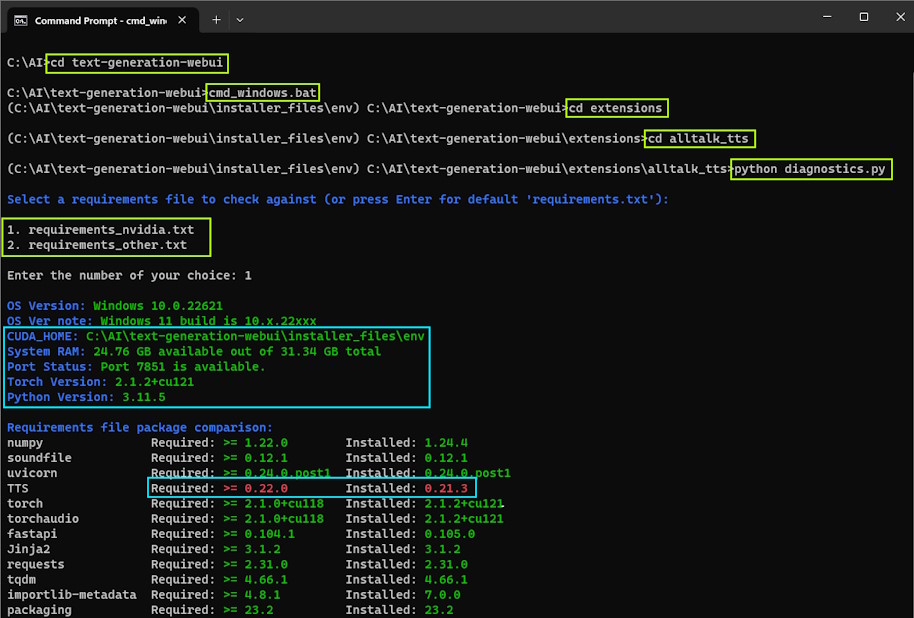 Command Prompt - cmd_win
C:\AI>cd text-generation-webui
C:\AI\text-generation-webui>cmd_windows.bat
(C:\AI\text-generation-webui\installer_files\env) C:\AI\text-generation-webui>cd extensions
(C:\AI\text-generation-webui\installer_files\env) C:\AI\text-generation-webui\extensions>cd alltalk_tts
(C:\AI\text-generation-webui\installer_files\env) C:\AI\text-generation-webui\extensions\alltalk_tts>python diagnostics.py
Select a requirements file to check against (or press Enter for default 'requirements.txt'):
1. requirements_nvidia.txt
2. requirements_other.txt
Enter the number of your choice: 1
OS Version: Windows 10.0.22621
OS Ver note: Windows 11 build is 10.x.22xxx
CUDA_HOME: C:\AI\text-generation-webui\installer_files\env
System RAM: 24.76 GB available out of 31.34 GB total
Port Status: Port 7851 is available.
Torch Version: 2.1.2+cu121
Python Version: 3.11.5
Requirements file package comparison:
numpy Required: >= 1.22.0 Installed: 1.24.4
soundfile Required: >= 0.12.1 Installed: 0.12.1
uvicorn Required: >= 0.24.0.post1 Installed: 0.24.0.post1
TTS Required: >= 0.22.0 Installed: 0.21.3
torch Required: >= 2.1.0+cu118 Installed: 2.1.2+cu121
torchaudio Required: >= 2.1.0+cu118 Installed: 2.1.2+cu121
fastapi Required: >= 0.104.1 Installed: 0.105.0
Jinja2 Required: >= 3.1.2 Installed: 3.1.2
requests Required: >= 2.31.0 Installed: 2.31.0
tqdm Required: >= 4.66.1 Installed: 4.66.1
importlib-metadata Required: >= 4.8.1 Installed: 7.0.0
packaging Required: >= 23.2 Installed: 23.2